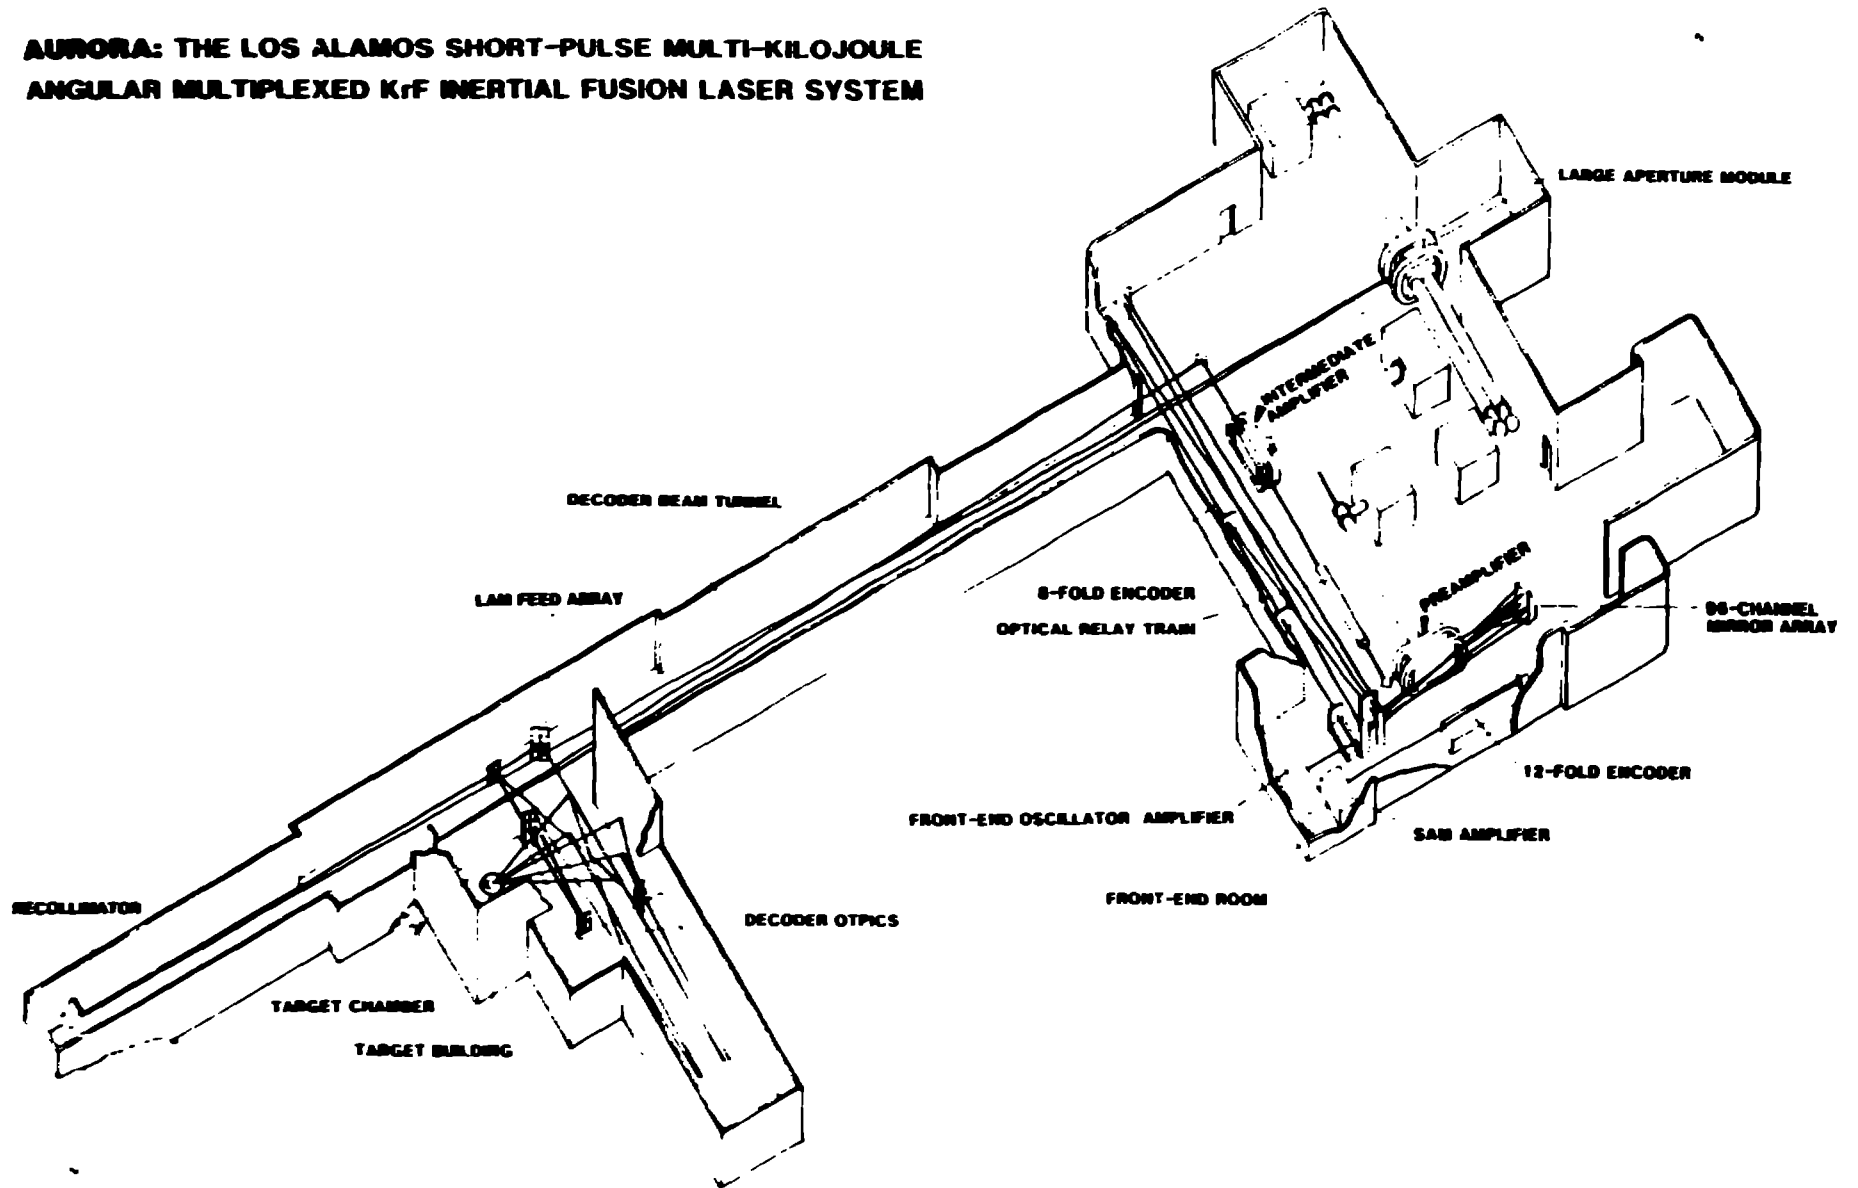 AURORA: THE LOS ALAMOS SHORT-PULSE MULTI-KILOJOULE
ANGULAR MULTIPLEXED KrF INERTIAL FUSION LASER SYSTEM
LARGE APERTURE MODULE
1
INTERMEDIATE
AMPLIFIER
DECODER BEAM TUNNEL
PREAMPLIFIER
8-FOLD ENCODER
LAM FEED ARRAY
96-CHANNEL
MIRROR ARRAY
OPTICAL RELAY TRAIN
12-FOLD ENCODER
FRONT-END OSCILLATOR AMPLIFIER
SAM AMPLIFIER
FRONT-END ROOM
RECOLLIMATOR
DECODER OTPICS
TARGET CHAMBER
TARGET BUILDING